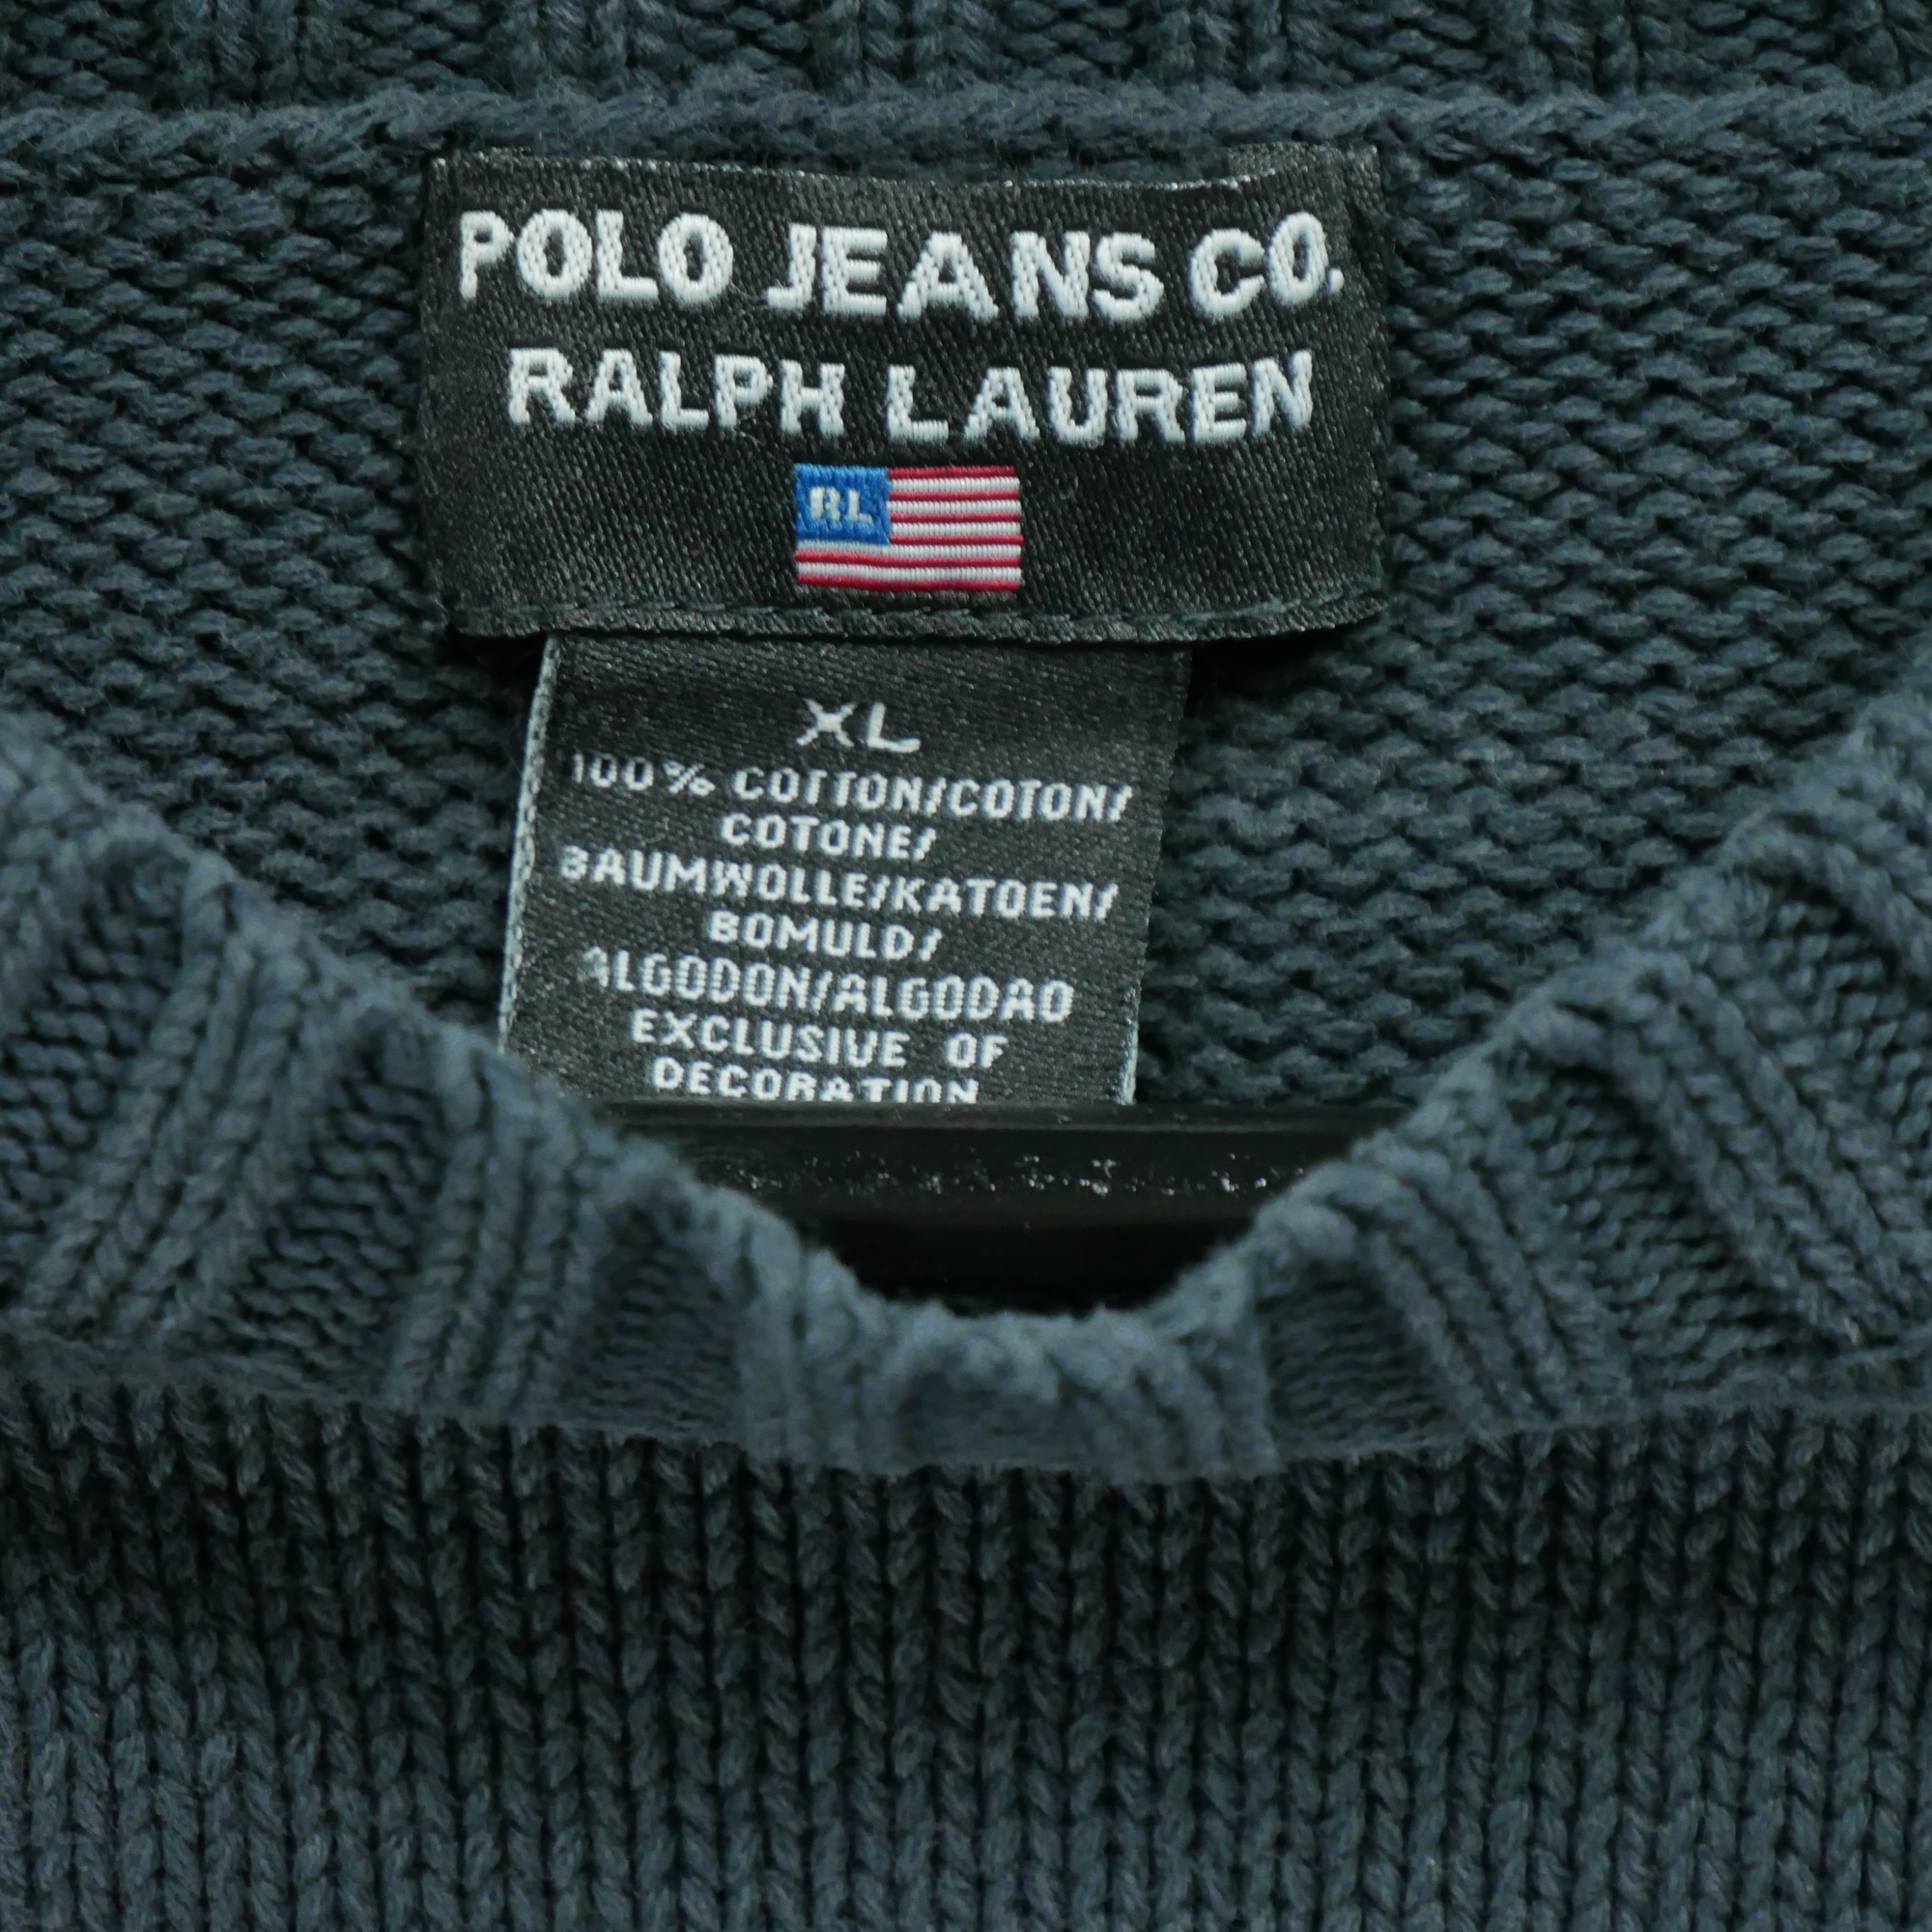 POLO JEANS CO.
RALPH LAUREN
RL
XL
100% COTTON/COTON/
COTONE/
BAUMWOLLE/KATOEN/
BOMULD/
ALGODON/ALGODAO
EXCLUSIVE OF
DECORATION